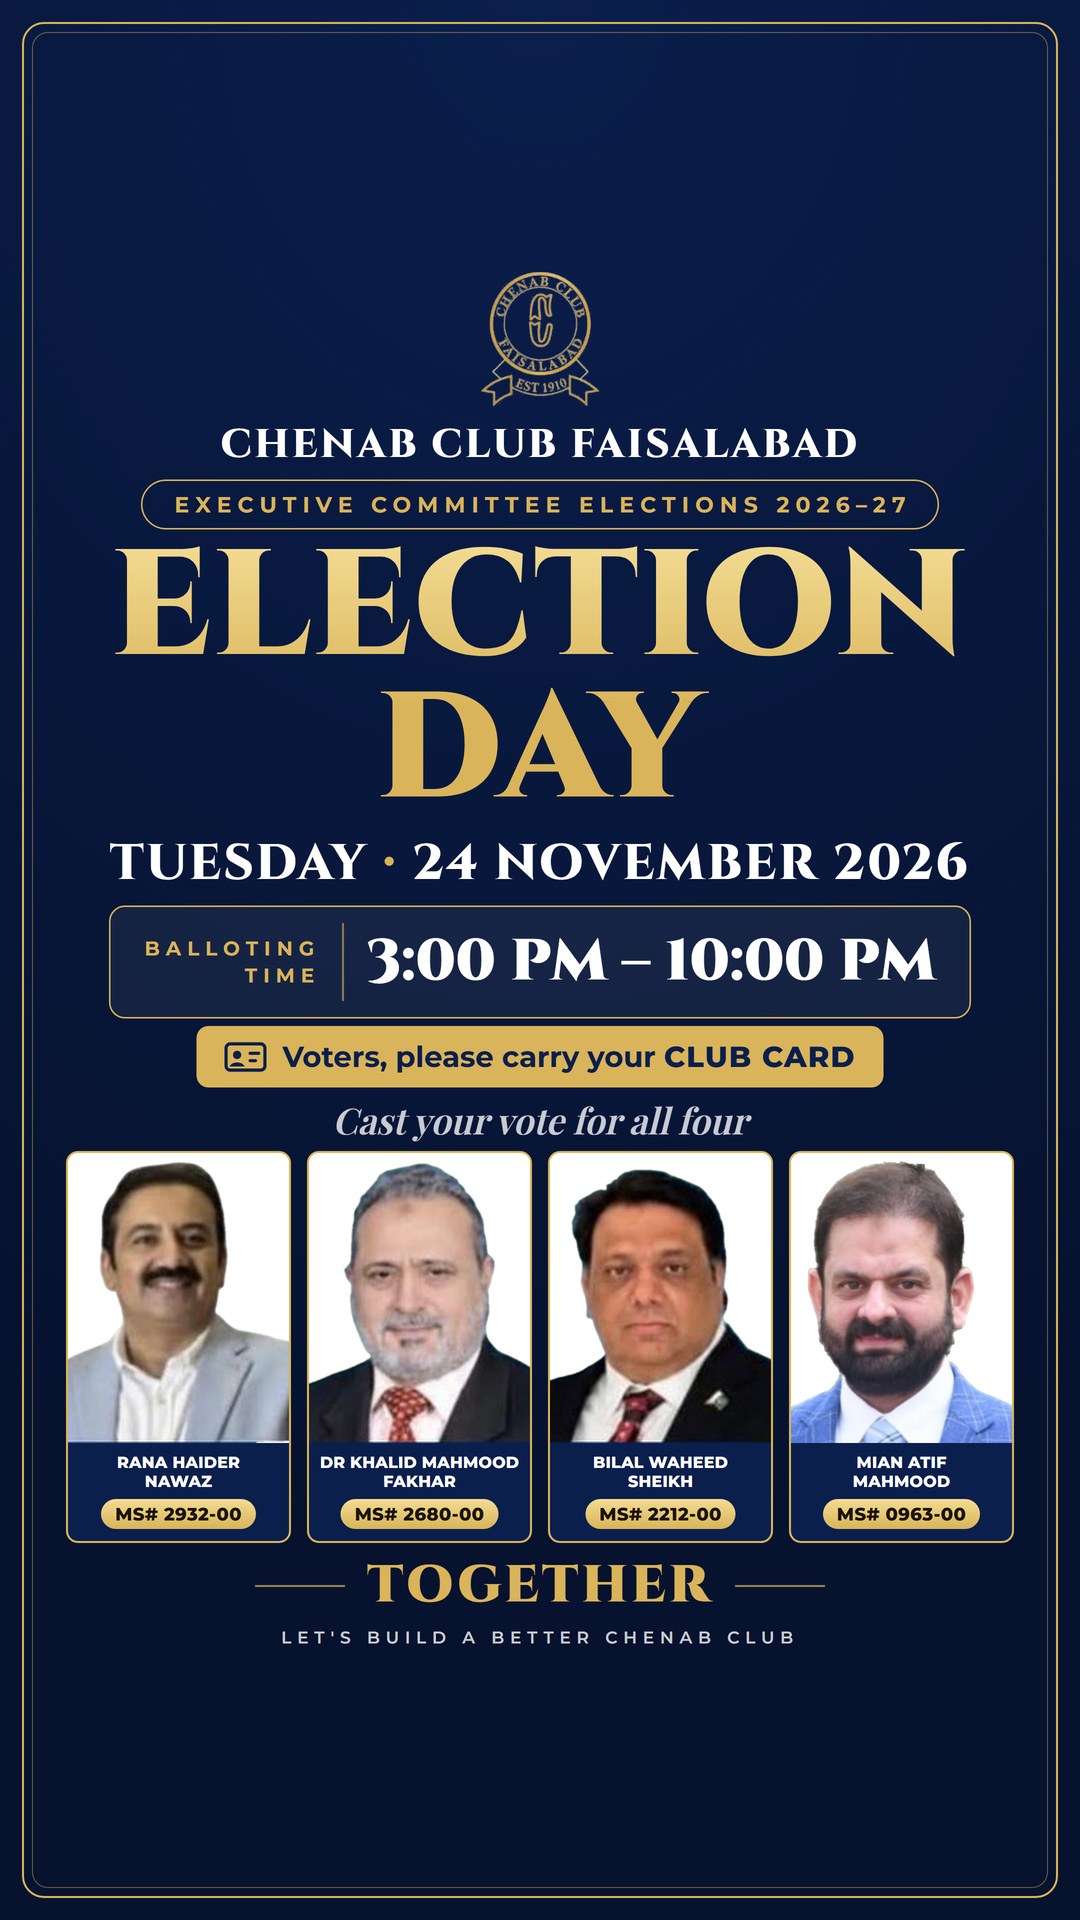 CHENAB CLUB
C
FAISALABAD
EST 1910
CHENAB CLUB FAISALABAD
EXECUTIVE COMMITTEE ELECTIONS 2026–27
ELECTION
DAY
TUESDAY · 24 NOVEMBER 2026
BALLOTING
TIME
3:00 PM – 10:00 PM
Voters, please carry your CLUB CARD
Cast your vote for all four
RANA HAIDER
NAWAZ
MS# 2932-00
DR KHALID MAHMOOD
FAKHAR
MS# 2680-00
BILAL WAHEED
SHEIKH
MS# 2212-00
MIAN ATIF
MAHMOOD
MS# 0963-00
TOGETHER
LET'S BUILD A BETTER CHENAB CLUB